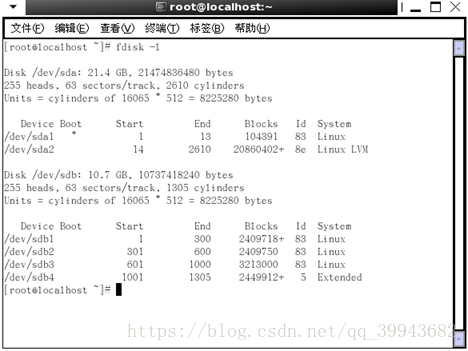 root@localhost:~
文件(F) 编辑(E) 查看(V) 终端(T) 标签(B) 帮助(H)
[root@localhost ~]# fdisk -l
Disk /dev/sda: 21.4 GB, 21474836480 bytes
255 heads, 63 sectors/track, 2610 cylinders
Units = cylinders of 16065 * 512 = 8225280 bytes
Device Boot Start End Blocks Id System
/dev/sda1 * 1 13 104391 83 Linux
/dev/sda2 14 2610 20860402+ 8e Linux LVM
Disk /dev/sdb: 10.7 GB, 10737418240 bytes
255 heads, 63 sectors/track, 1305 cylinders
Units = cylinders of 16065 * 512 = 8225280 bytes
Device Boot Start End Blocks Id System
/dev/sdb1 1 300 2409718+ 83 Linux
/dev/sdb2 301 600 2409750 83 Linux
/dev/sdb3 601 1000 3213000 83 Linux
/dev/sdb4 1001 1305 2449912+ 5 Extended
[root@localhost ~]#
https://blog.csdn.net/qq_39943682